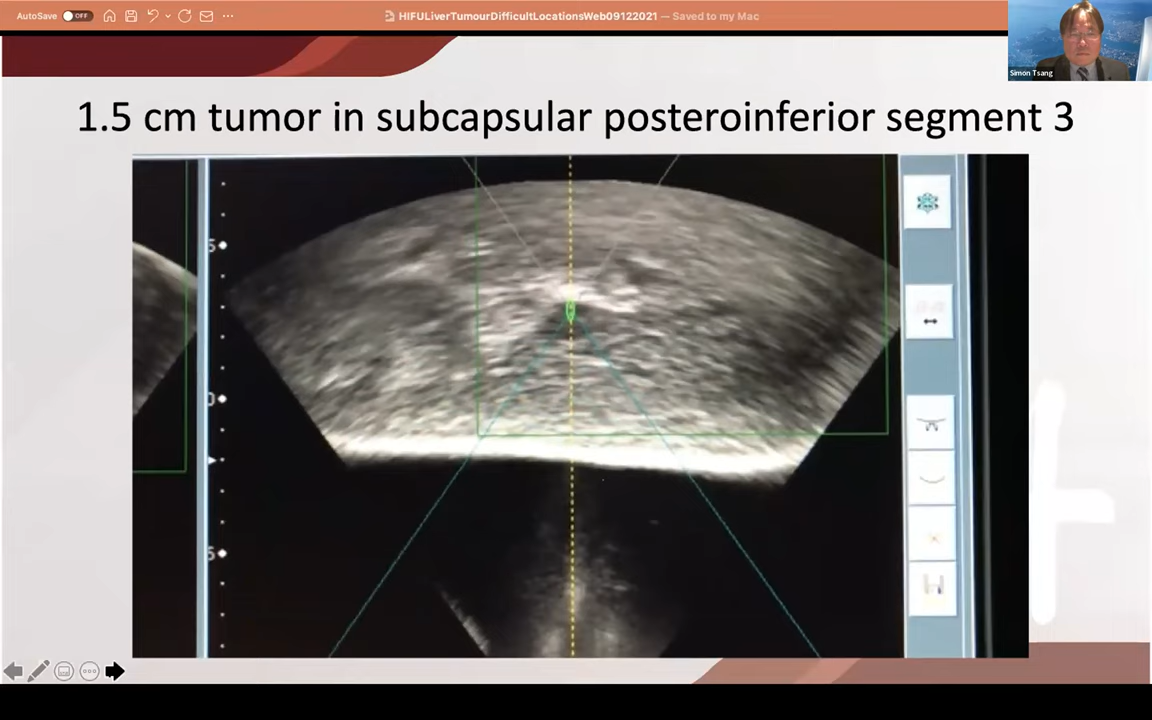 AutoSave OFF
HIFULiverTumourDifficultLocationsWeb09122021 — Saved to my Mac
Simon Tsang
1.5 cm tumor in subcapsular posteroinferior segment 3
5
0
5
H